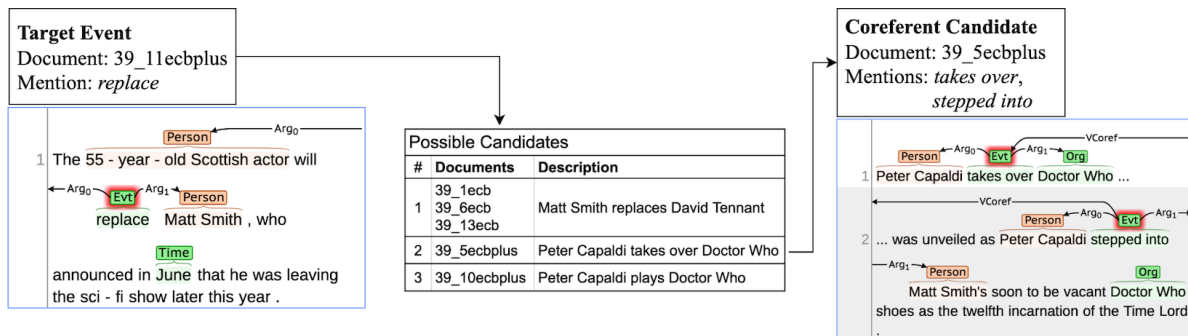 Target Event
Document: 39_11ecbplus
Mention: replace
Person
Arg0
1 The 55 - year - old Scottish actor will
Arg0 Evt Arg1 Person
replace Matt Smith , who
Time
announced in June that he was leaving
the sci - fi show later this year .
Possible Candidates
# Documents Description
39_1ecb
1 39_6ecb Matt Smith replaces David Tennant
39_13ecb
2 39_5ecbplus Peter Capaldi takes over Doctor Who
3 39_10ecbplus Peter Capaldi plays Doctor Who
Coreferent Candidate
Document: 39_5ecbplus
Mentions: takes over,
stepped into
VCoref
Person Arg0 Evt Arg1 Org
1 Peter Capaldi takes over Doctor Who ...
VCoref
Person Arg0 Evt Arg1
2 ... was unveiled as Peter Capaldi stepped into
Arg1 Person Org
Matt Smith's soon to be vacant Doctor Who
shoes as the twelfth incarnation of the Time Lord
.